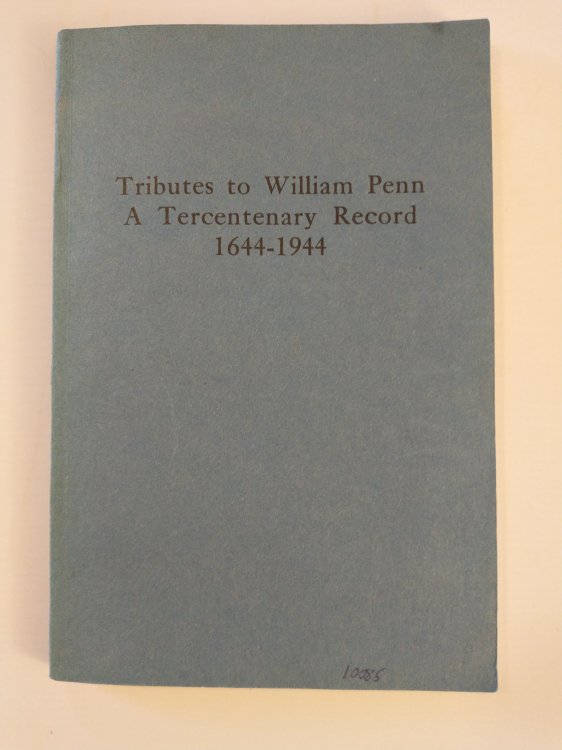 Tributes to William Penn
A Tercentenary Record
1644-1944
10085